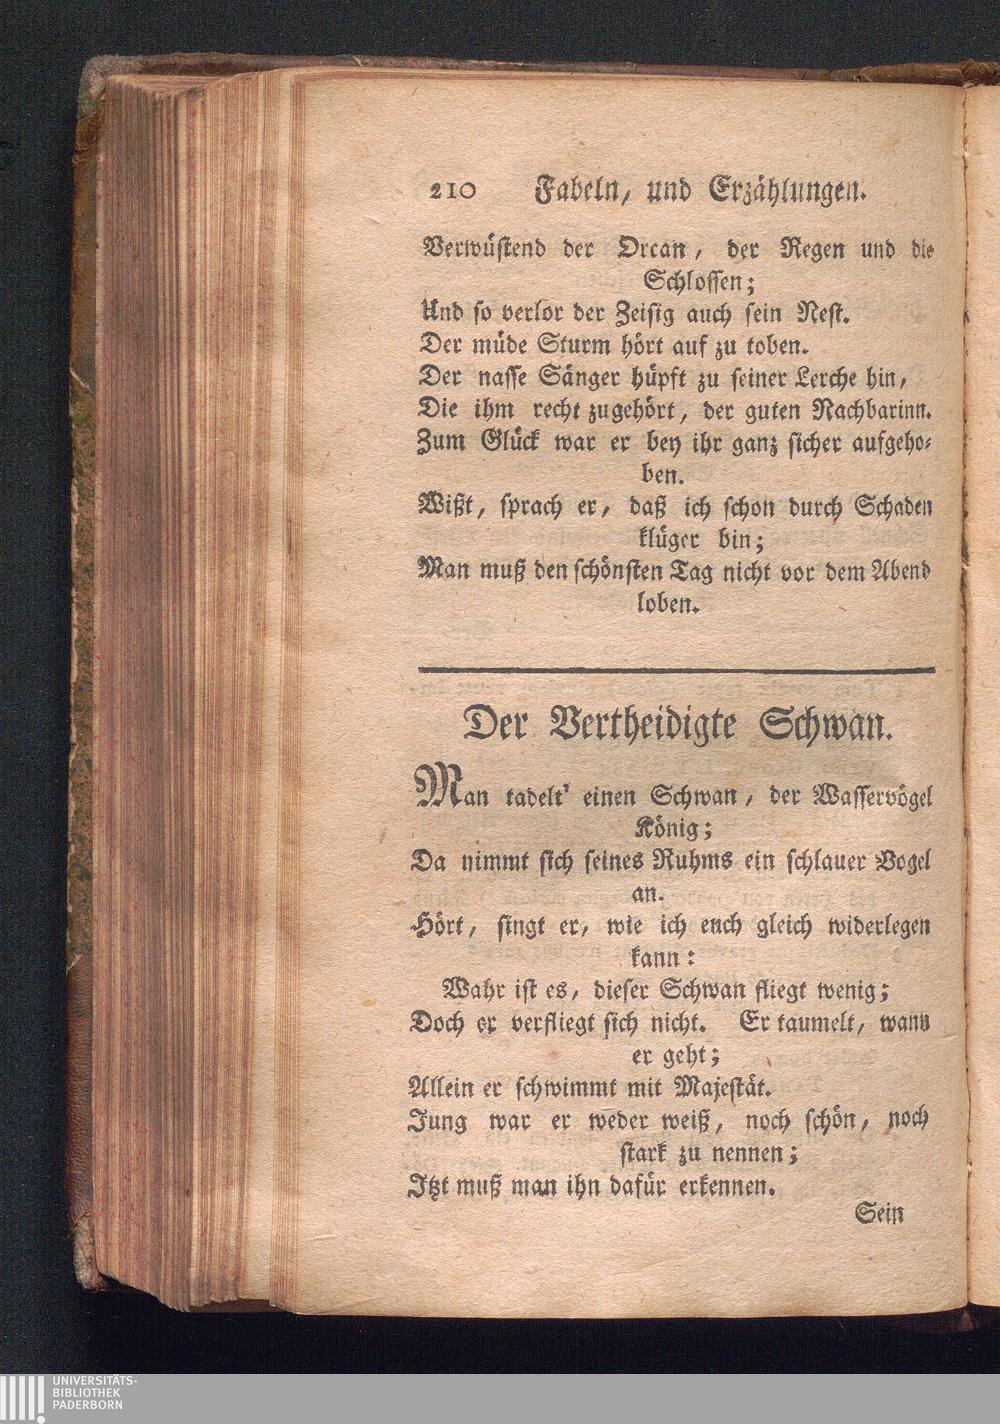 210 Fabeln, und Erzählungen.
Verwüstend der Orcan, der Regen und die
Schlossen;
Und so verlor der Zeisig auch sein Nest.
Der müde Sturm hört auf zu toben.
Der nasse Sänger hüpft zu seiner Lerche hin,
Die ihm recht zugehört, der guten Nachbarinn.
Zum Glück war er bey ihr ganz sicher aufgeho-
ben.
Wißt, sprach er, daß ich schon durch Schaden
klüger bin;
Man muß den schönsten Tag nicht vor dem Abend
loben.
Der Vertheidigte Schwan.
Man tadelt' einen Schwan, der Wasservögel
König;
Da nimmt sich seines Ruhms ein schlauer Vogel
an.
Hört, singt er, wie ich euch gleich widerlegen
kann:
Wahr ist es, dieser Schwan fliegt wenig;
Doch er verfliegt sich nicht. Er taumelt, wann
er geht;
Allein er schwimmt mit Majestät.
Jung war er weder weiß, noch schön, noch
stark zu nennen;
Itzt muß man ihn dafür erkennen.
Sein
UNIVERSITÄTS-
BIBLIOTHEK
PADERBORN